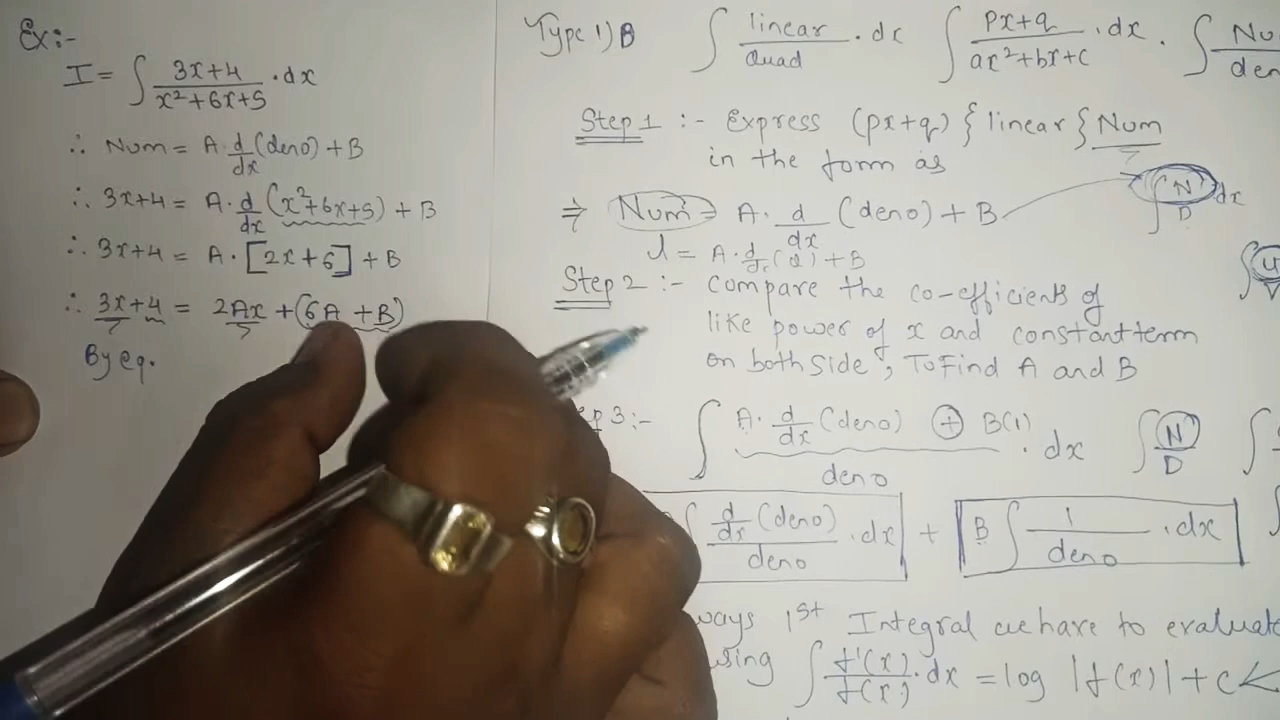 Ex:-
I = ∫ 3x+4 / x²+6x+5 · dx
∴ Num = A. d/dx (deno) + B
∴ 3x+4 = A. d/dx (x²+6x+5) + B
∴ 3x+4 = A. [2x+6] + B
∴ 3x+4 = 2Ax + (6A + B)
By eq.
Type 1) B ∫ linear / Quad . dx ∫ px+q / ax²+bx+c . dx . ∫
Step 1 :- Express (px+q) { linear } Num
in the form as
⇒ Num = A. d/dx (deno) + B ∫ N/D dx
Step 2 :- Compare the co-efficients of
like power of x and constant term
on both side, To Find A and B
3:- ∫ A. d/dx (deno) + B(1) / deno . dx ∫ N/D ∫
∫ d/dx (deno) / deno . dx + B ∫ 1 / deno . dx
1st Integral we have to evaluate
∫ f'(x) / f(x) . dx = log |f(x)| + c